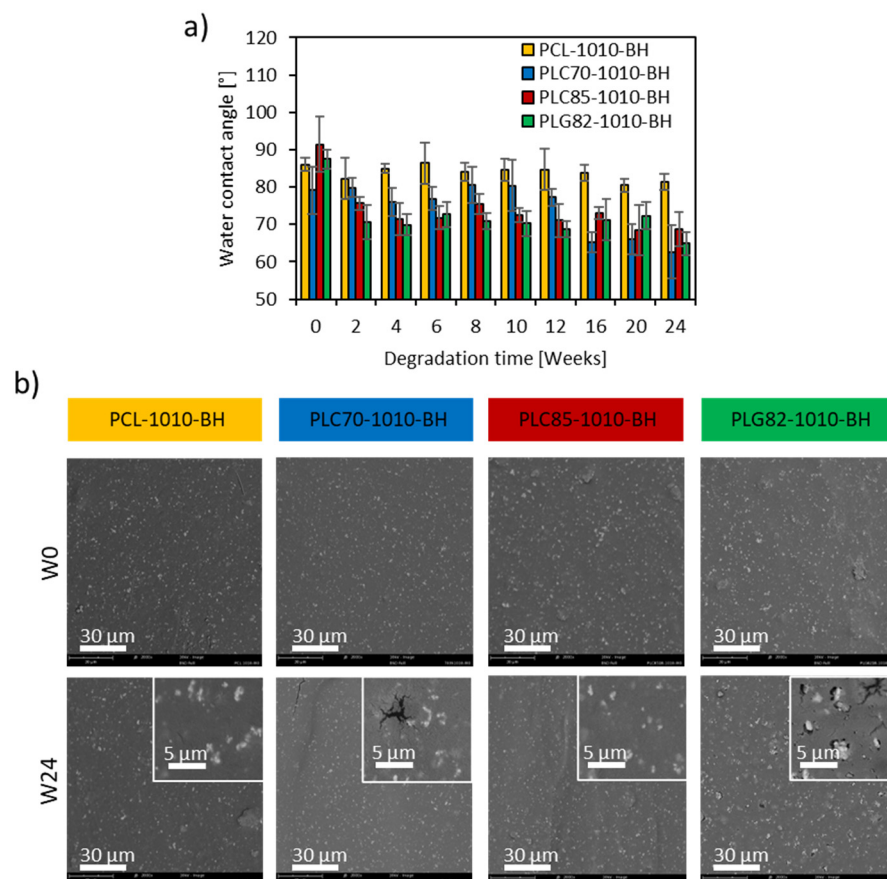 a)
120
110
100
90
80
70
60
50
Water contact angle [°]
PCL-1010-BH
PLC70-1010-BH
PLC85-1010-BH
PLG82-1010-BH
0 2 4 6 8 10 12 16 20 24
Degradation time [Weeks]
b)
PCL-1010-BH PLC70-1010-BH PLC85-1010-BH PLG82-1010-BH
W0
30 µm 30 µm 30 µm 30 µm
W24
5 µm 5 µm 5 µm 5 µm
30 µm 30 µm 30 µm 30 µm